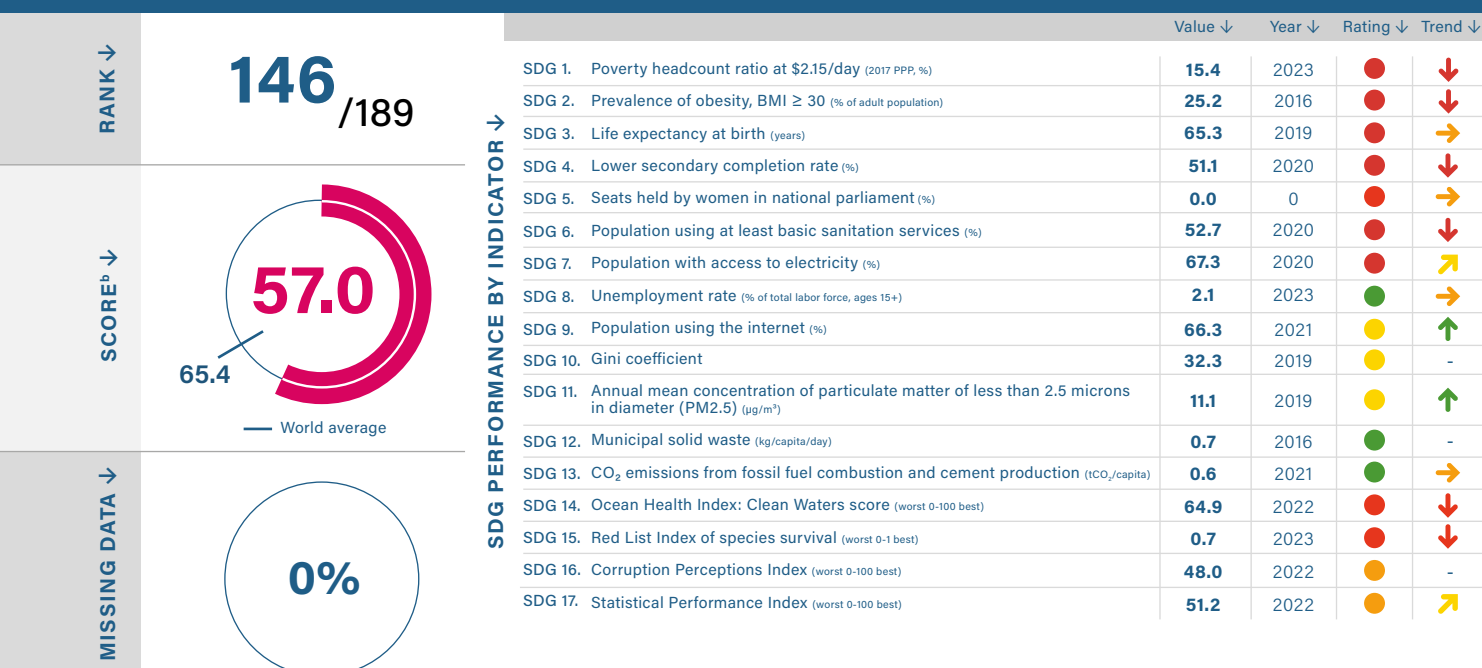 RANK ↓
146 /189
SCOREᵇ ↓
57.0
65.4
World average
MISSING DATA ↓
0%
SDG PERFORMANCE BY INDICATOR ↓
Value ↓ Year ↓ Rating ↓ Trend ↓
SDG 1. Poverty headcount ratio at $2.15/day (2017 PPP, %) 15.4 2023 ↓
SDG 2. Prevalence of obesity, BMI ≥ 30 (% of adult population) 25.2 2016 ↓
SDG 3. Life expectancy at birth (years) 65.3 2019 →
SDG 4. Lower secondary completion rate (%) 51.1 2020 ↓
SDG 5. Seats held by women in national parliament (%) 0.0 0 →
SDG 6. Population using at least basic sanitation services (%) 52.7 2020 ↓
SDG 7. Population with access to electricity (%) 67.3 2020 ↗
SDG 8. Unemployment rate (% of total labor force, ages 15+) 2.1 2023 →
SDG 9. Population using the internet (%) 66.3 2021 ↑
SDG 10. Gini coefficient 32.3 2019 -
SDG 11. Annual mean concentration of particulate matter of less than 2.5 microns
in diameter (PM2.5) (μg/m³) 11.1 2019 ↑
SDG 12. Municipal solid waste (kg/capita/day) 0.7 2016 -
SDG 13. CO₂ emissions from fossil fuel combustion and cement production (tCO₂/capita) 0.6 2021 →
SDG 14. Ocean Health Index: Clean Waters score (worst 0-100 best) 64.9 2022 ↓
SDG 15. Red List Index of species survival (worst 0-1 best) 0.7 2023 ↓
SDG 16. Corruption Perceptions Index (worst 0-100 best) 48.0 2022 -
SDG 17. Statistical Performance Index (worst 0-100 best) 51.2 2022 ↗